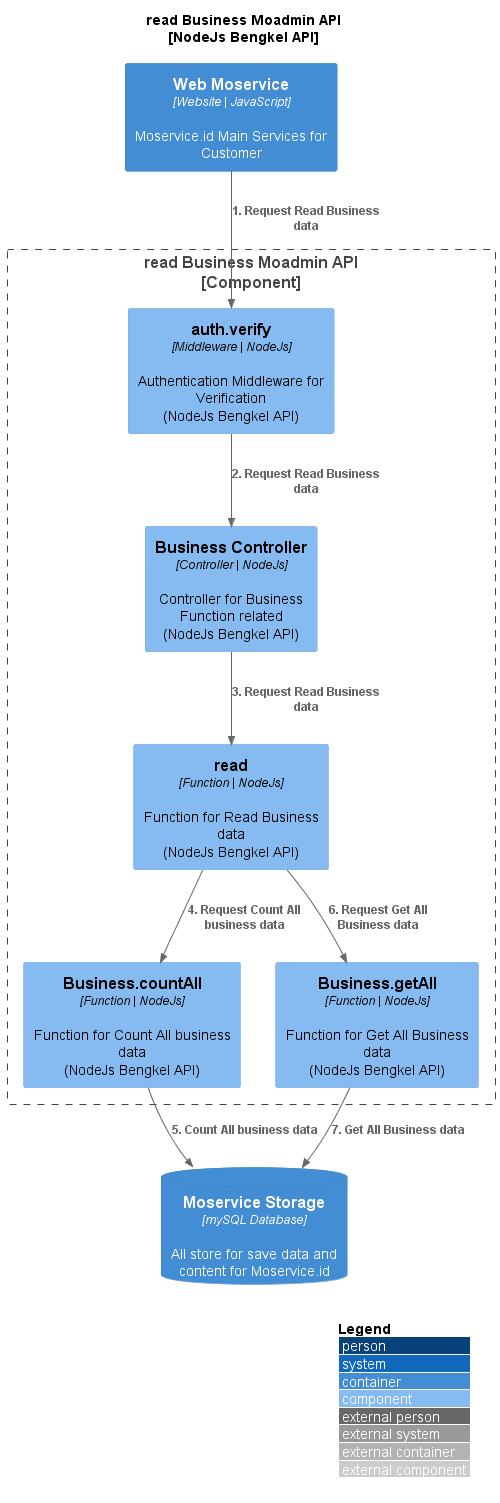 read Business Moadmin API
[NodeJs Bengkel API]
Web Moservice
[Website | JavaScript]
Moservice.id Main Services for
Customer
1. Request Read Business
data
read Business Moadmin API
[Component]
auth.verify
[Middleware | NodeJs]
Authentication Middleware for
Verification
(NodeJs Bengkel API)
2. Request Read Business
data
Business Controller
[Controller | NodeJs]
Controller for Business
Function related
(NodeJs Bengkel API)
3. Request Read Business
data
read
[Function | NodeJs]
Function for Read Business
data
(NodeJs Bengkel API)
4. Request Count All
business data
6. Request Get All
Business data
Business.countAll
[Function | NodeJs]
Function for Count All business
data
(NodeJs Bengkel API)
Business.getAll
[Function | NodeJs]
Function for Get All Business
data
(NodeJs Bengkel API)
5. Count All business data
7. Get All Business data
Moservice Storage
[mySQL Database]
All store for save data and
content for Moservice.id
Legend
person
system
container
component
external person
external system
external container
external component